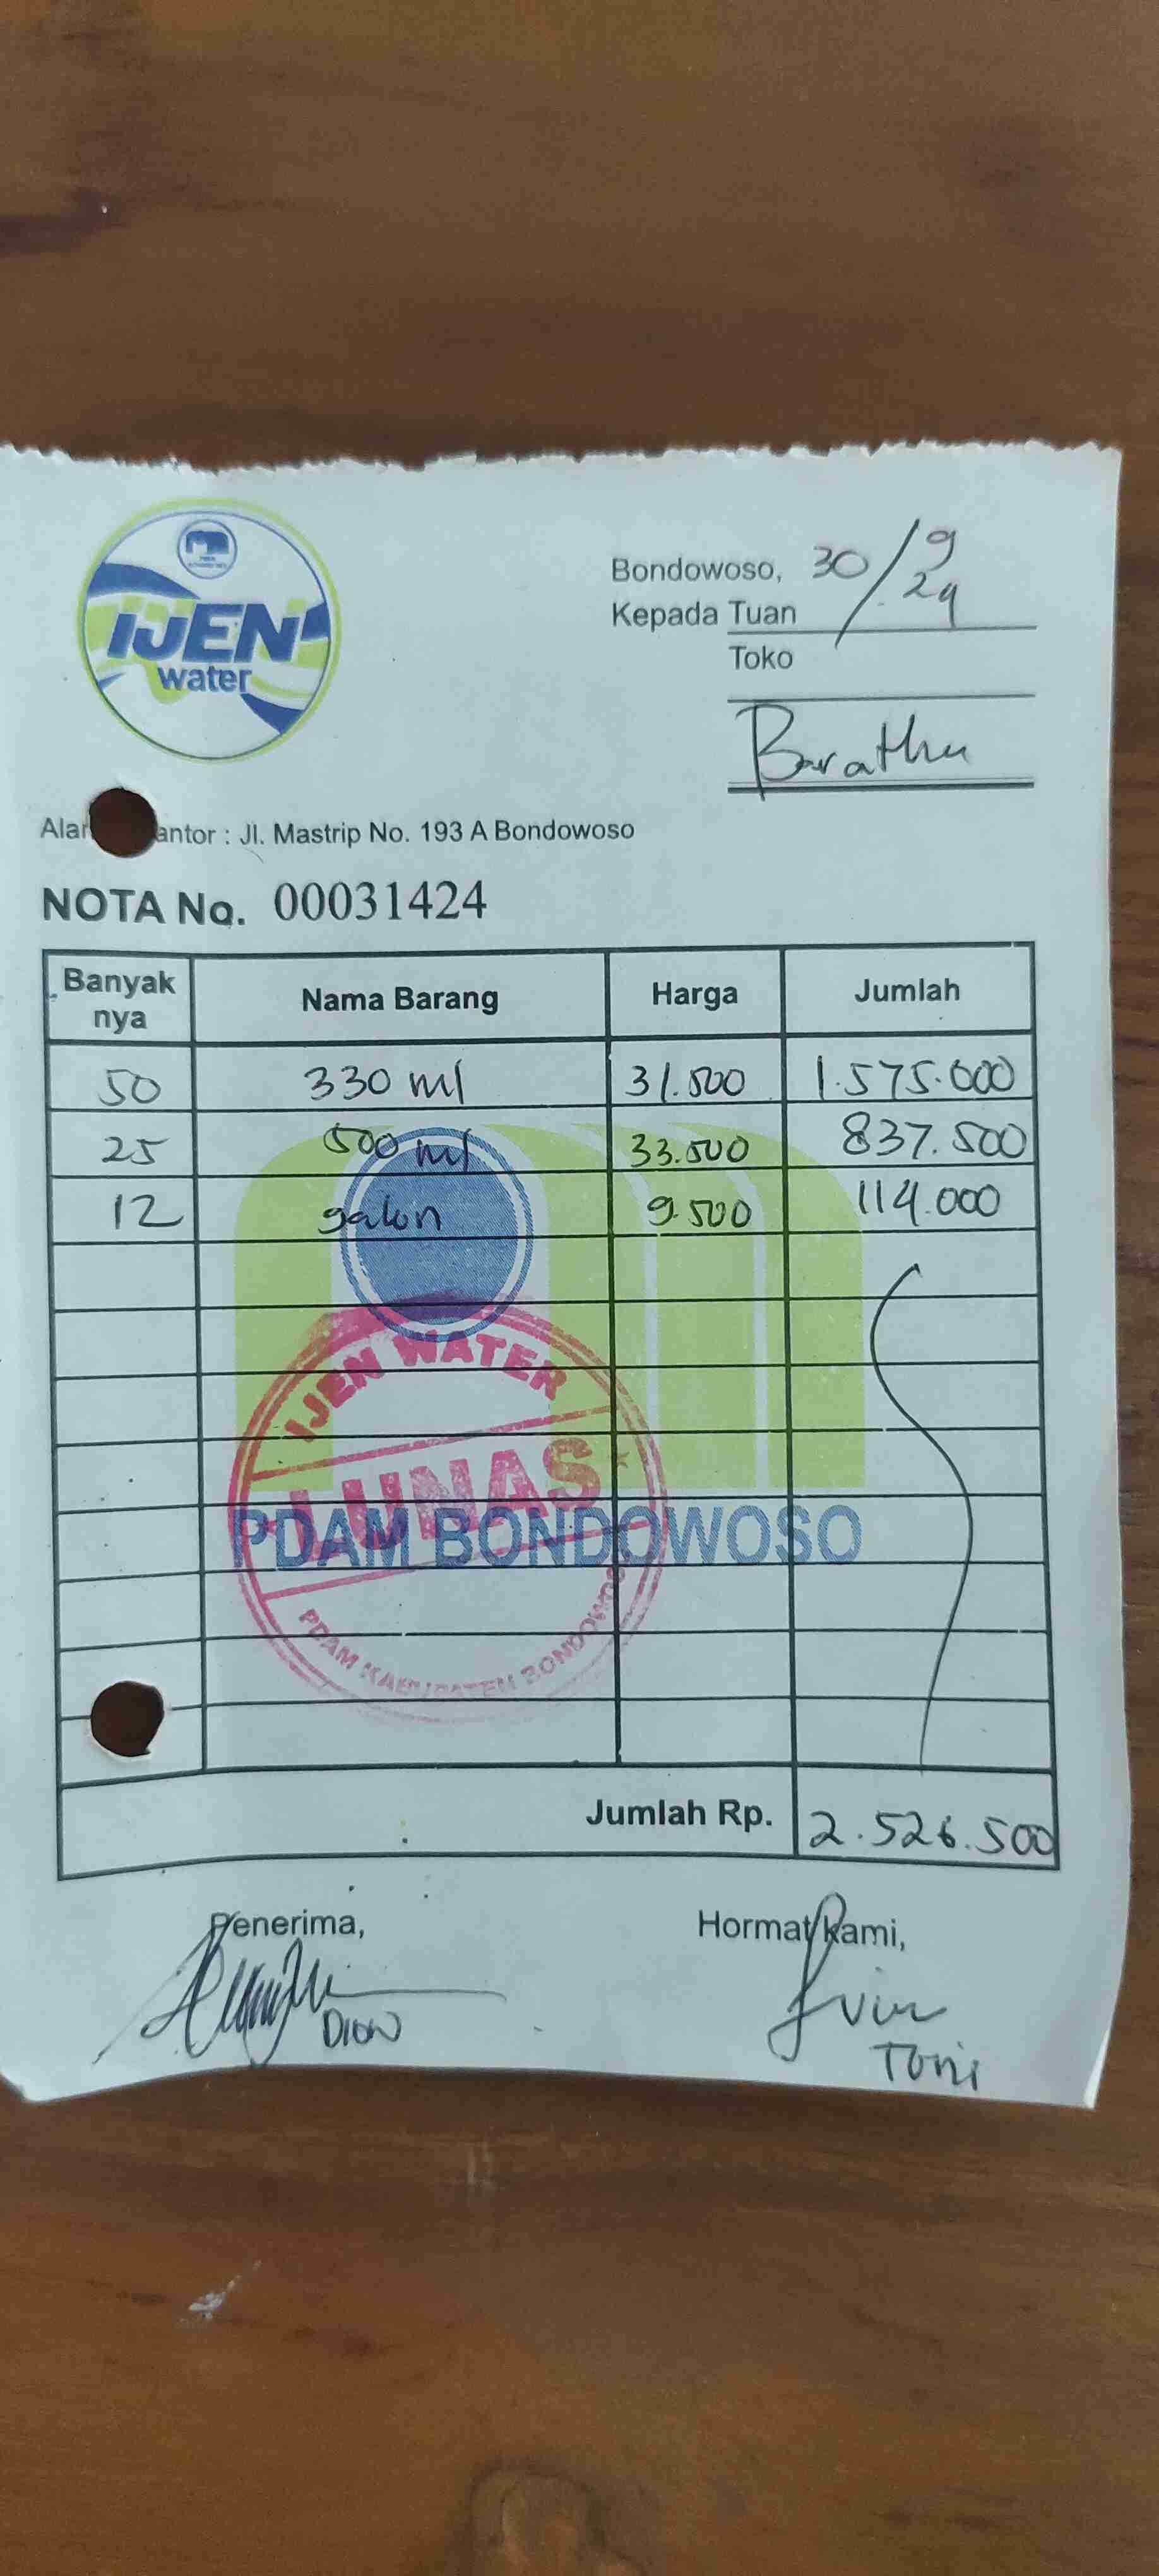 IJEN
water
Bondowoso, 30/9 24
Kepada Tuan
Toko
Barathu
Alar antor : Jl. Mastrip No. 193 A Bondowoso
NOTA No. 00031424
Banyak nya Nama Barang Harga Jumlah
50 330 ml 31.500 1.575.000
25 500 ml 33.500 837.500
12 galon 9.500 114.000
IJEN WATER
LUNAS
PDAM BONDOWOSO
PDAM KABUPATEN BONDOWOSO
Jumlah Rp. 2.526.500
Penerima, Hormat Kami,
DION
Toni